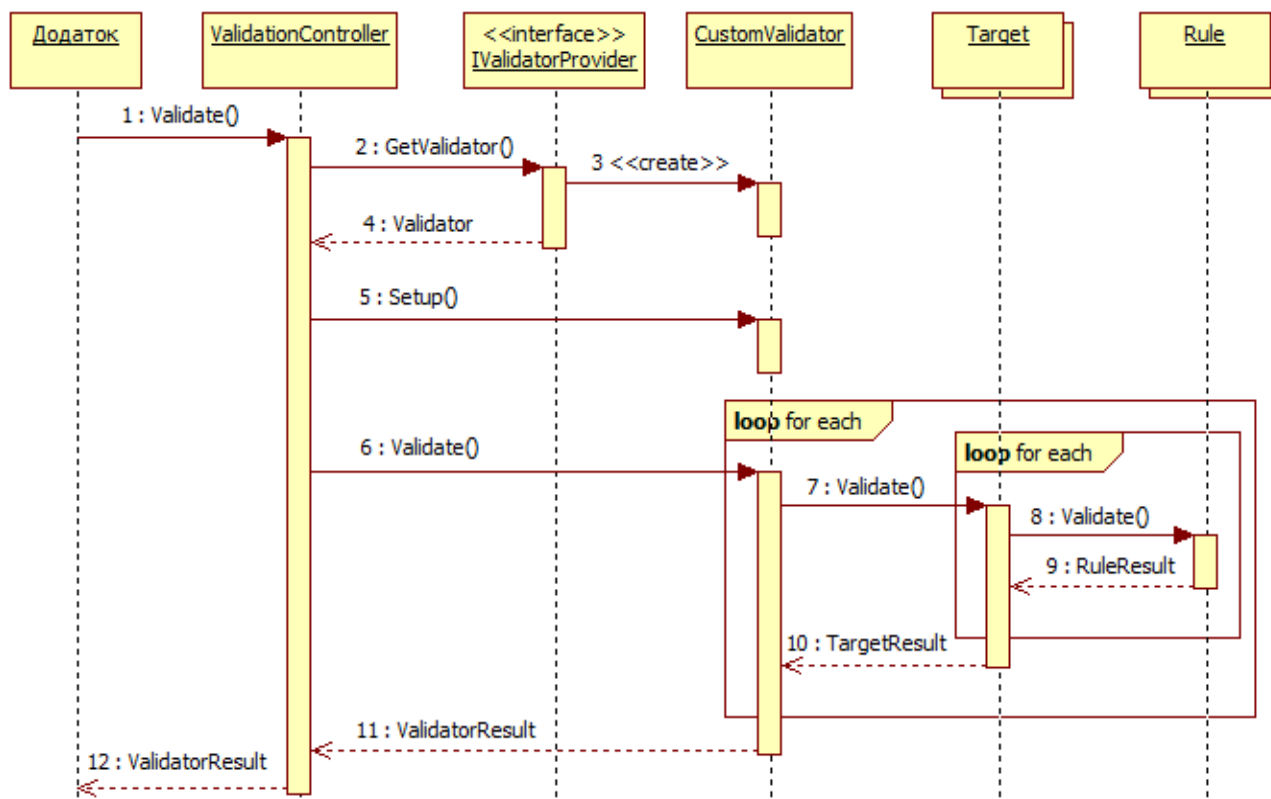 Додаток
ValidationController
<<interface>>
IValidatorProvider
CustomValidator
Target
Rule
1 : Validate()
2 : GetValidator()
3 <<create>>
4 : Validator
5 : Setup()
loop for each
6 : Validate()
loop for each
7 : Validate()
8 : Validate()
9 : RuleResult
10 : TargetResult
11 : ValidatorResult
12 : ValidatorResult